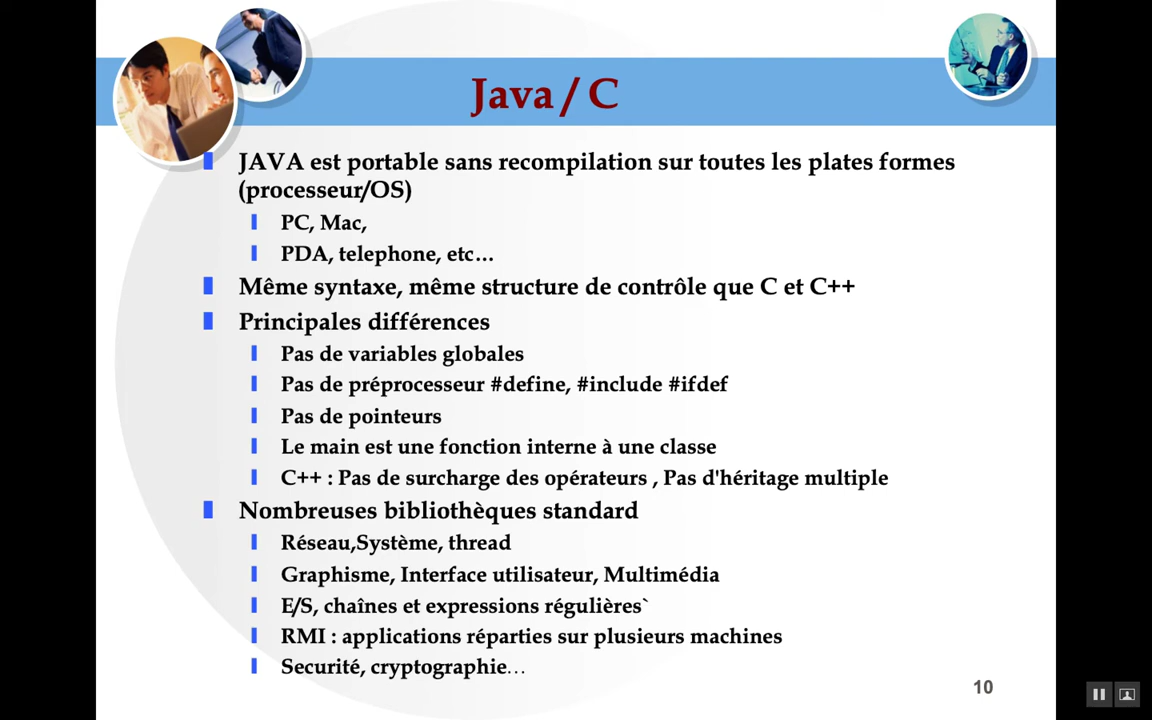 Java / C
JAVA est portable sans recompilation sur toutes les plates formes
(processeur/OS)
PC, Mac,
PDA, telephone, etc…
Même syntaxe, même structure de contrôle que C et C++
Principales différences
Pas de variables globales
Pas de préprocesseur #define, #include #ifdef
Pas de pointeurs
Le main est une fonction interne à une classe
C++ : Pas de surcharge des opérateurs , Pas d'héritage multiple
Nombreuses bibliothèques standard
Réseau,Système, thread
Graphisme, Interface utilisateur, Multimédia
E/S, chaînes et expressions régulières`
RMI : applications réparties sur plusieurs machines
Securité, cryptographie…
10